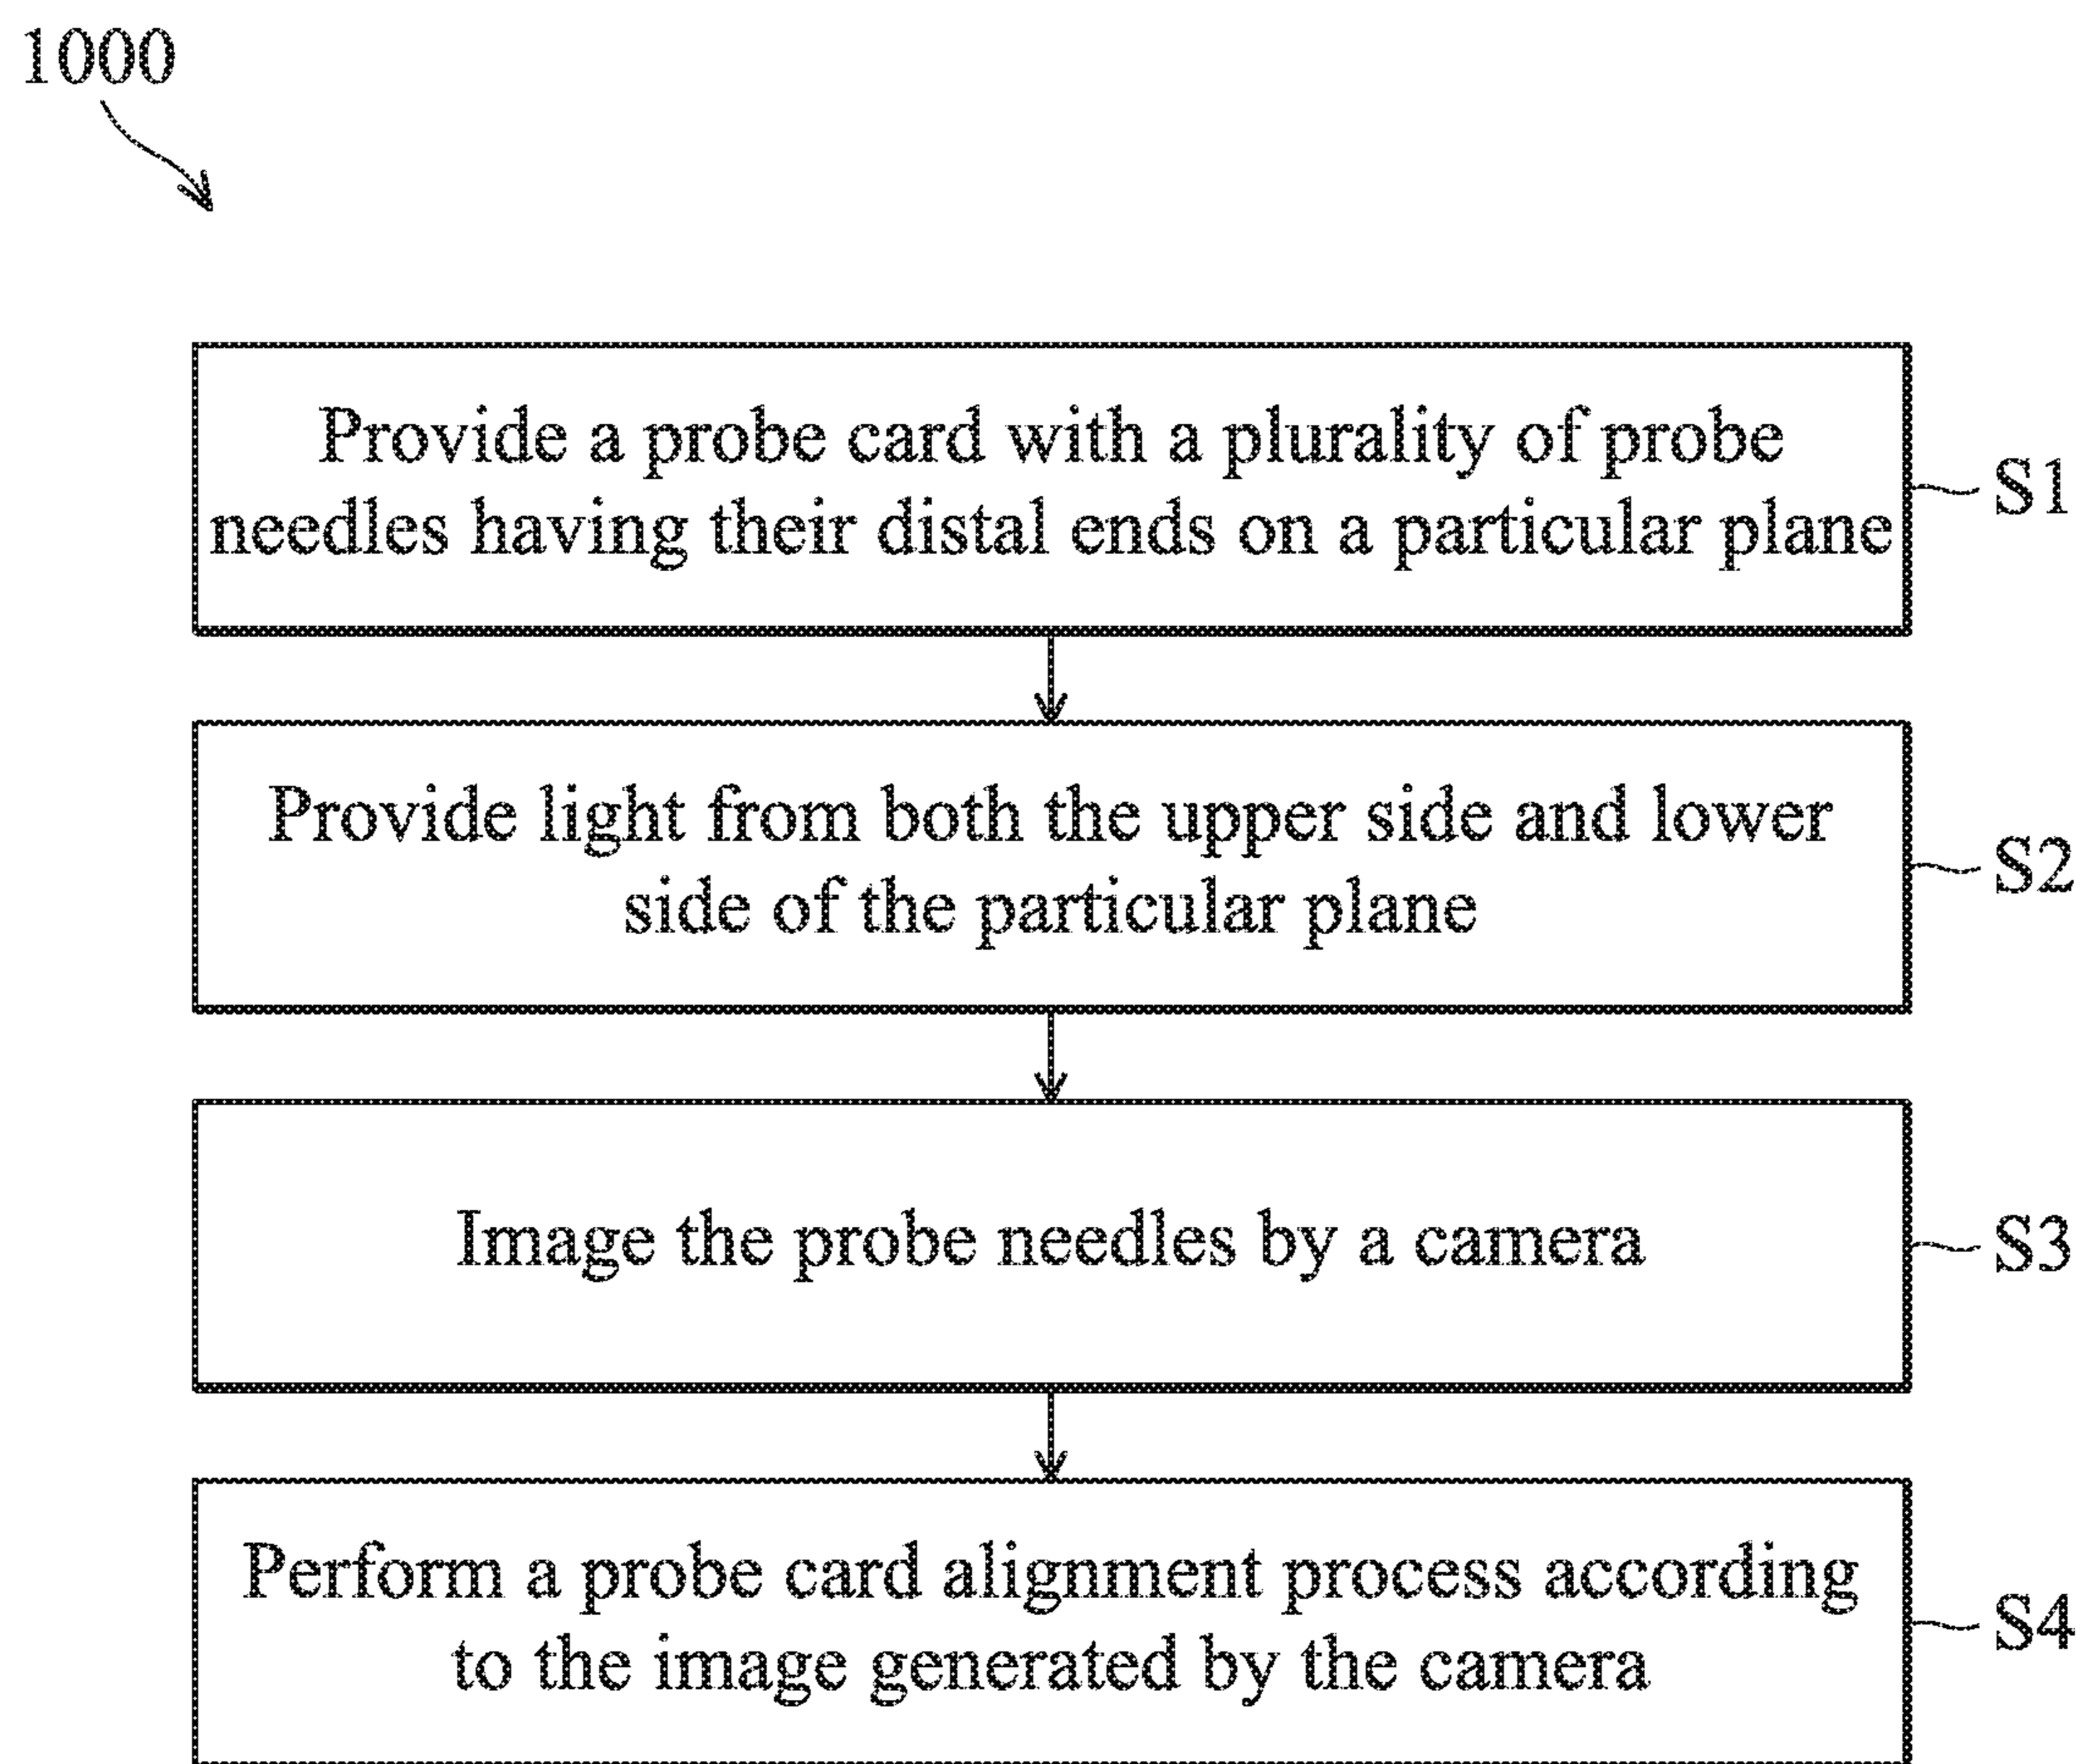 1000
Provide a probe card with a plurality of probe
needles having their distal ends on a particular plane
S1
Provide light from both the upper side and lower
side of the particular plane
S2
Image the probe needles by a camera
S3
Perform a probe card alignment process according
to the image generated by the camera
S4